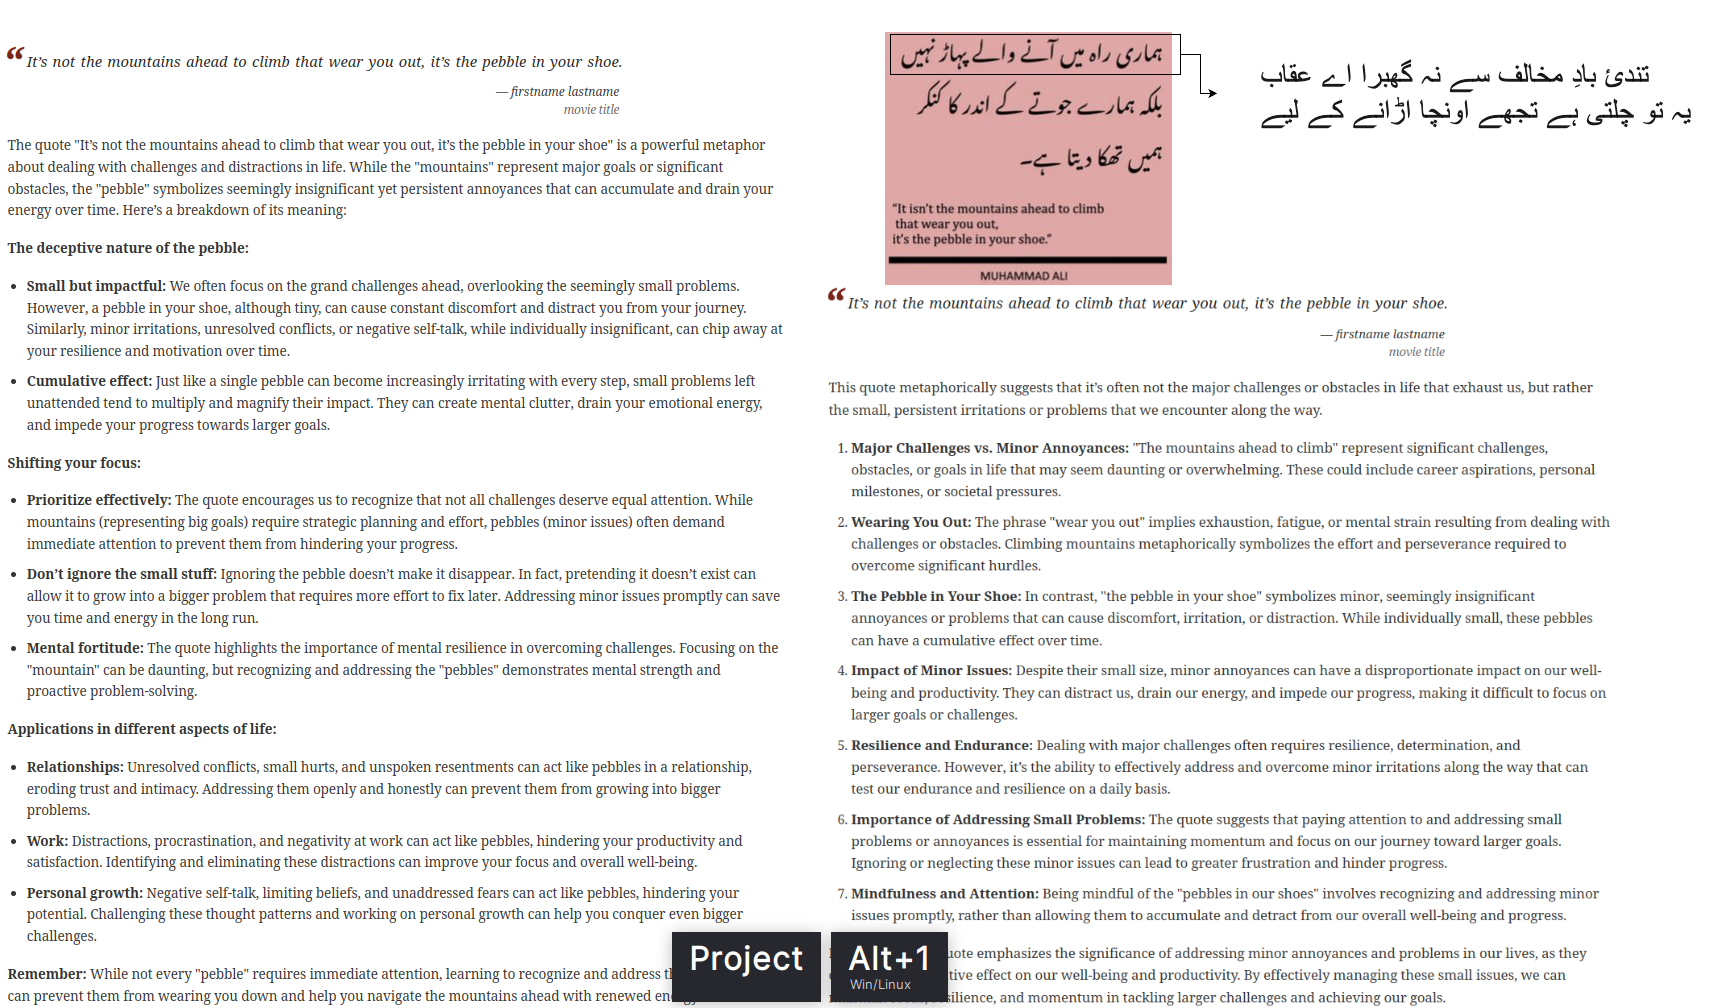 “ It’s not the mountains ahead to climb that wear you out, it’s the pebble in your shoe.
— firstname lastname
movie title
The quote "It’s not the mountains ahead to climb that wear you out, it’s the pebble in your shoe" is a powerful metaphor
about dealing with challenges and distractions in life. While the "mountains" represent major goals or significant
obstacles, the "pebble" symbolizes seemingly insignificant yet persistent annoyances that can accumulate and drain your
energy over time. Here’s a breakdown of its meaning:
The deceptive nature of the pebble:
• Small but impactful: We often focus on the grand challenges ahead, overlooking the seemingly small problems.
However, a pebble in your shoe, although tiny, can cause constant discomfort and distract you from your journey.
Similarly, minor irritations, unresolved conflicts, or negative self-talk, while individually insignificant, can chip away at
your resilience and motivation over time.
• Cumulative effect: Just like a single pebble can become increasingly irritating with every step, small problems left
unattended tend to multiply and magnify their impact. They can create mental clutter, drain your emotional energy,
and impede your progress towards larger goals.
Shifting your focus:
• Prioritize effectively: The quote encourages us to recognize that not all challenges deserve equal attention. While
mountains (representing big goals) require strategic planning and effort, pebbles (minor issues) often demand
immediate attention to prevent them from hindering your progress.
• Don’t ignore the small stuff: Ignoring the pebble doesn’t make it disappear. In fact, pretending it doesn’t exist can
allow it to grow into a bigger problem that requires more effort to fix later. Addressing minor issues promptly can save
you time and energy in the long run.
• Mental fortitude: The quote highlights the importance of mental resilience in overcoming challenges. Focusing on the
"mountain" can be daunting, but recognizing and addressing the "pebbles" demonstrates mental strength and
proactive problem-solving.
Applications in different aspects of life:
• Relationships: Unresolved conflicts, small hurts, and unspoken resentments can act like pebbles in a relationship,
eroding trust and intimacy. Addressing them openly and honestly can prevent them from growing into bigger
problems.
• Work: Distractions, procrastination, and negativity at work can act like pebbles, hindering your productivity and
satisfaction. Identifying and eliminating these distractions can improve your focus and overall well-being.
• Personal growth: Negative self-talk, limiting beliefs, and unaddressed fears can act like pebbles, hindering your
potential. Challenging these thought patterns and working on personal growth can help you conquer even bigger
challenges.
Remember: While not every "pebble" requires immediate attention, learning to recognize and address
can prevent them from wearing you down and help you navigate the mountains ahead with renewed
ہماری راہ میں آنے والے پہاڑ نہیں
بلکہ ہمارے جوتے کے اندر کا کنکر
ہمیں تھکا دیتا ہے۔
"It isn’t the mountains ahead to climb
that wear you out,
it’s the pebble in your shoe."
MUHAMMAD ALI
تندیٔ بادِ مخالف سے نہ گھبرا اے عقاب
یہ تو چلتی ہے تجھے اونچا اڑانے کے لیے
“ It’s not the mountains ahead to climb that wear you out, it’s the pebble in your shoe.
— firstname lastname
movie title
This quote metaphorically suggests that it’s often not the major challenges or obstacles in life that exhaust us, but rather
the small, persistent irritations or problems that we encounter along the way.
1. Major Challenges vs. Minor Annoyances: "The mountains ahead to climb" represent significant challenges,
obstacles, or goals in life that may seem daunting or overwhelming. These could include career aspirations, personal
milestones, or societal pressures.
2. Wearing You Out: The phrase "wear you out" implies exhaustion, fatigue, or mental strain resulting from dealing with
challenges or obstacles. Climbing mountains metaphorically symbolizes the effort and perseverance required to
overcome significant hurdles.
3. The Pebble in Your Shoe: In contrast, "the pebble in your shoe" symbolizes minor, seemingly insignificant
annoyances or problems that can cause discomfort, irritation, or distraction. While individually small, these pebbles
can have a cumulative effect over time.
4. Impact of Minor Issues: Despite their small size, minor annoyances can have a disproportionate impact on our well-
being and productivity. They can distract us, drain our energy, and impede our progress, making it difficult to focus on
larger goals or challenges.
5. Resilience and Endurance: Dealing with major challenges often requires resilience, determination, and
perseverance. However, it’s the ability to effectively address and overcome minor irritations along the way that can
test our endurance and resilience on a daily basis.
6. Importance of Addressing Small Problems: The quote suggests that paying attention to and addressing small
problems or annoyances is essential for maintaining momentum and focus on our journey toward larger goals.
Ignoring or neglecting these minor issues can lead to greater frustration and hinder progress.
7. Mindfulness and Attention: Being mindful of the "pebbles in our shoes" involves recognizing and addressing minor
issues promptly, rather than allowing them to accumulate and detract from our overall well-being and progress.
emphasizes the significance of addressing minor annoyances and problems in our lives, as they
effect on our well-being and productivity. By effectively managing these small issues, we can
and momentum in tackling larger challenges and achieving our goals.
Project
Alt+1
Win/Linux